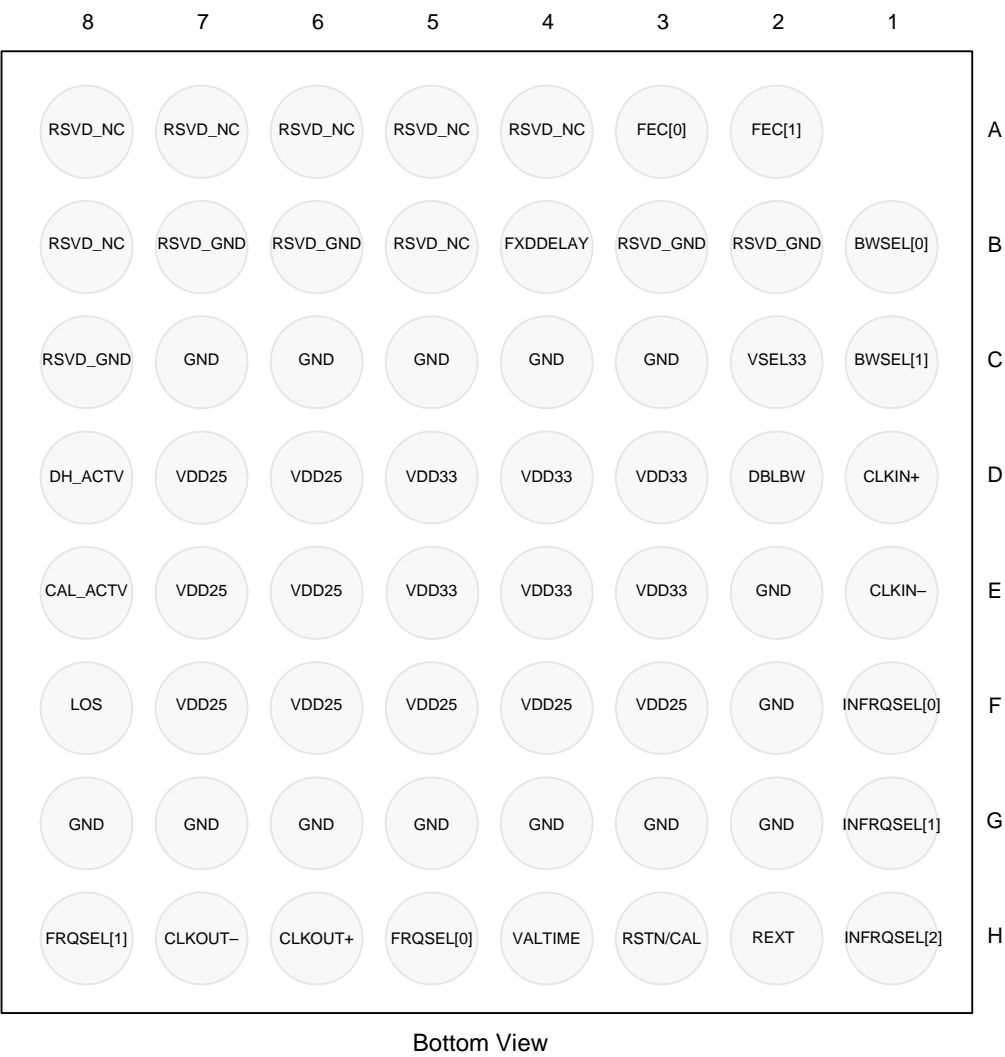 8 7 6 5 4 3 2 1
RSVD_NC RSVD_NC RSVD_NC RSVD_NC RSVD_NC FEC[0] FEC[1] A
RSVD_NC RSVD_GND RSVD_GND RSVD_NC FXDDELAY RSVD_GND RSVD_GND BWSEL[0] B
RSVD_GND GND GND GND GND GND VSEL33 BWSEL[1] C
DH_ACTV VDD25 VDD25 VDD33 VDD33 VDD33 DBLBW CLKIN+ D
CAL_ACTV VDD25 VDD25 VDD33 VDD33 VDD33 GND CLKIN– E
LOS VDD25 VDD25 VDD25 VDD25 VDD25 GND INFRQSEL[0] F
GND GND GND GND GND GND GND INFRQSEL[1] G
FRQSEL[1] CLKOUT– CLKOUT+ FRQSEL[0] VALTIME RSTN/CAL REXT INFRQSEL[2] H
Bottom View